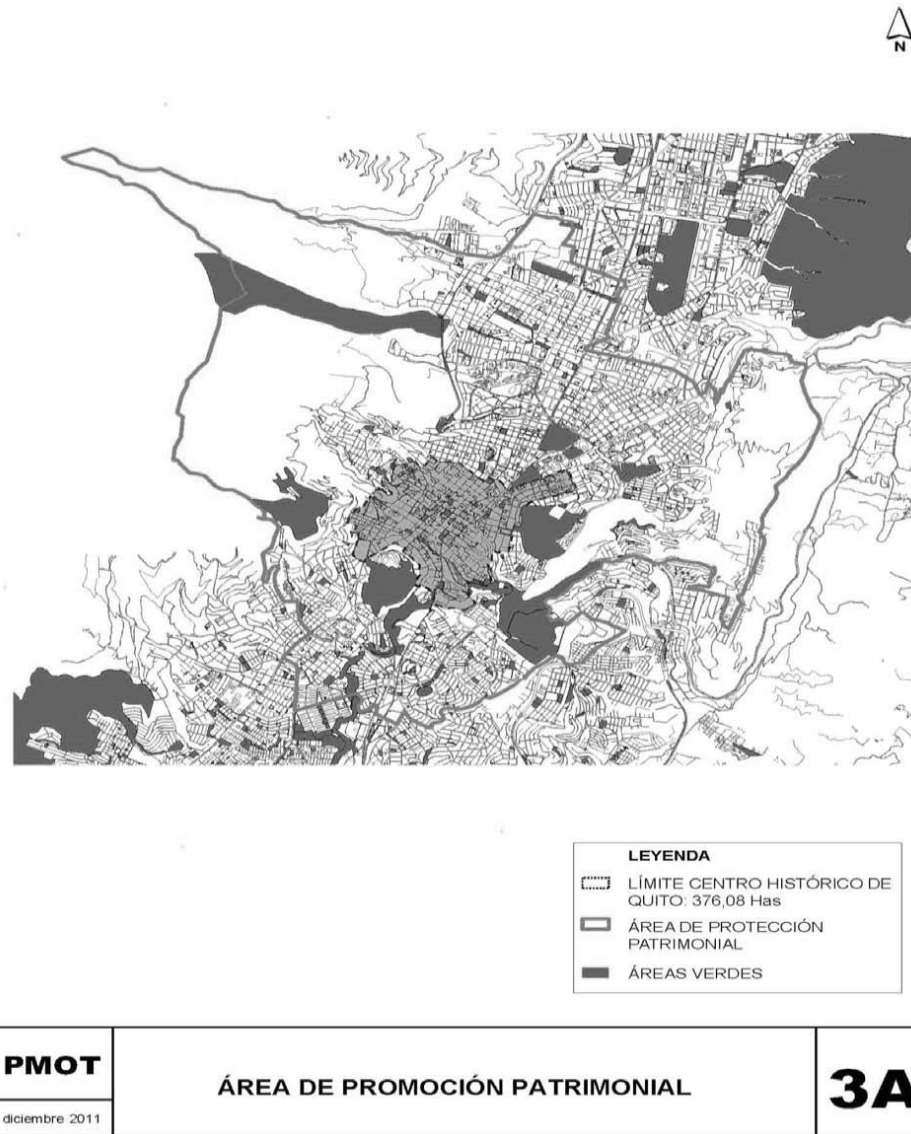 N
LEYENDA
LÍMITE CENTRO HISTÓRICO DE
QUITO: 376,08 Has
ÁREA DE PROTECCIÓN
PATRIMONIAL
ÁREAS VERDES
PMOT
diciembre 2011
ÁREA DE PROMOCIÓN PATRIMONIAL
3A